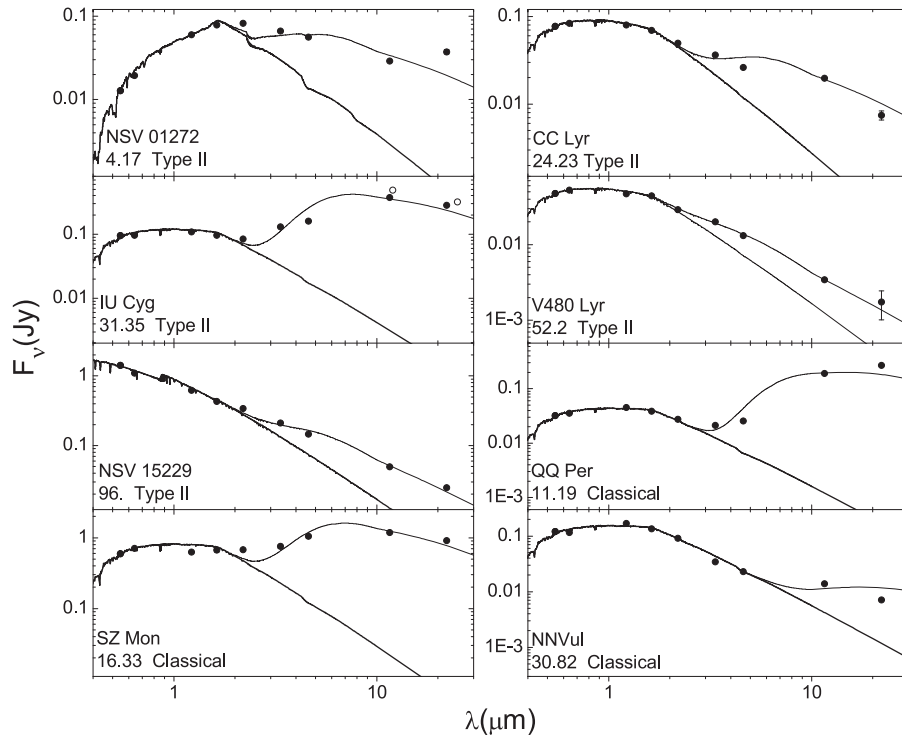 0.1
0.01
NSV 01272
4.17 Type II
0.1
0.01
CC Lyr
24.23 Type II
0.1
0.01
IU Cyg
31.35 Type II
0.01
1E-3
V480 Lyr
52.2 Type II
1
0.1
NSV 15229
96. Type II
0.1
0.01
1E-3
QQ Per
11.19 Classical
1
0.1
SZ Mon
16.33 Classical
0.1
0.01
1E-3
NNVul
30.82 Classical
1 10
1 10
Fν(Jy)
λ(μm)